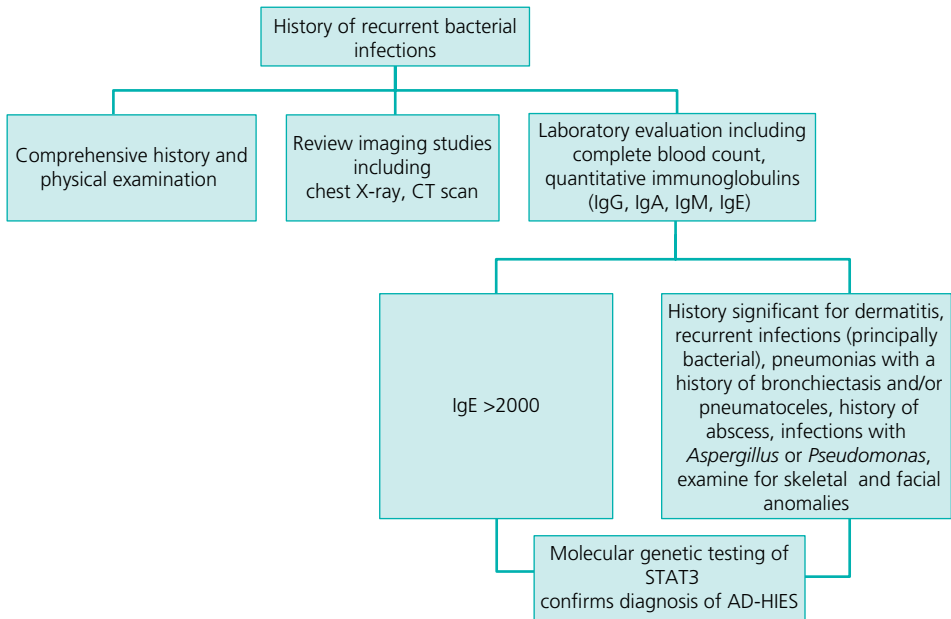 History of recurrent bacterial
infections
Comprehensive history and
physical examination
Review imaging studies
including
chest X-ray, CT scan
Laboratory evaluation including
complete blood count,
quantitative immunoglobulins
(IgG, IgA, IgM, IgE)
IgE >2000
History significant for dermatitis,
recurrent infections (principally
bacterial), pneumonias with a
history of bronchiectasis and/or
pneumatoceles, history of
abscess, infections with
Aspergillus or Pseudomonas,
examine for skeletal and facial
anomalies
Molecular genetic testing of
STAT3
confirms diagnosis of AD-HIES